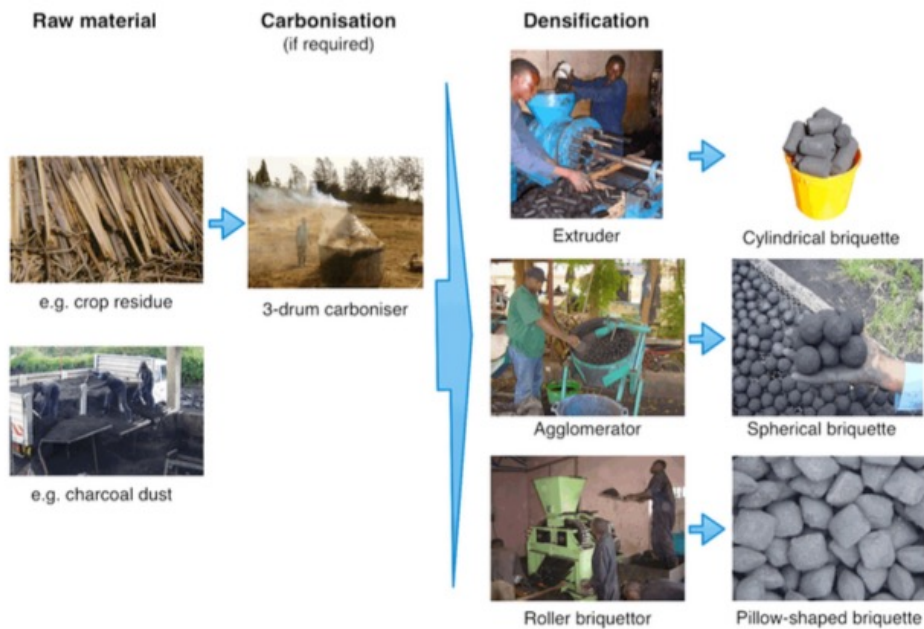 Raw material
Carbonisation
(if required)
Densification
e.g. crop residue
3-drum carboniser
e.g. charcoal dust
Extruder
Cylindrical briquette
Agglomerator
Spherical briquette
Roller briquettor
Pillow-shaped briquette